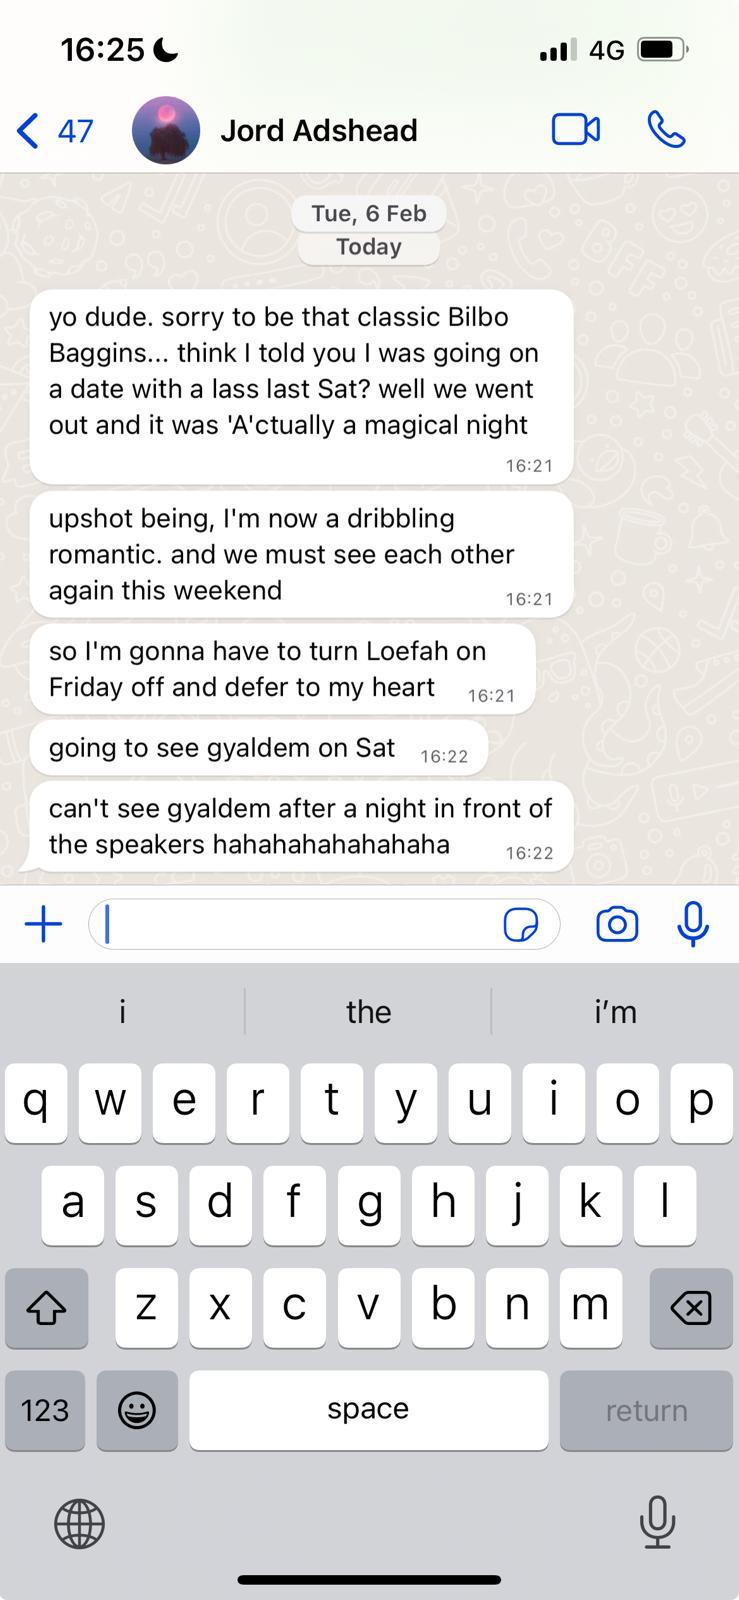 16:25 4G
47 Jord Adshead
Tue, 6 Feb
Today
yo dude. sorry to be that classic Bilbo
Baggins... think I told you I was going on
a date with a lass last Sat? well we went
out and it was 'A'ctually a magical night
16:21
upshot being, I'm now a dribbling
romantic. and we must see each other
again this weekend 16:21
so I'm gonna have to turn Loefah on
Friday off and defer to my heart 16:21
going to see gyaldem on Sat 16:22
can't see gyaldem after a night in front of
the speakers hahahahahahahaha 16:22
i the i'm
q w e r t y u i o p
a s d f g h j k l
z x c v b n m
123 space return